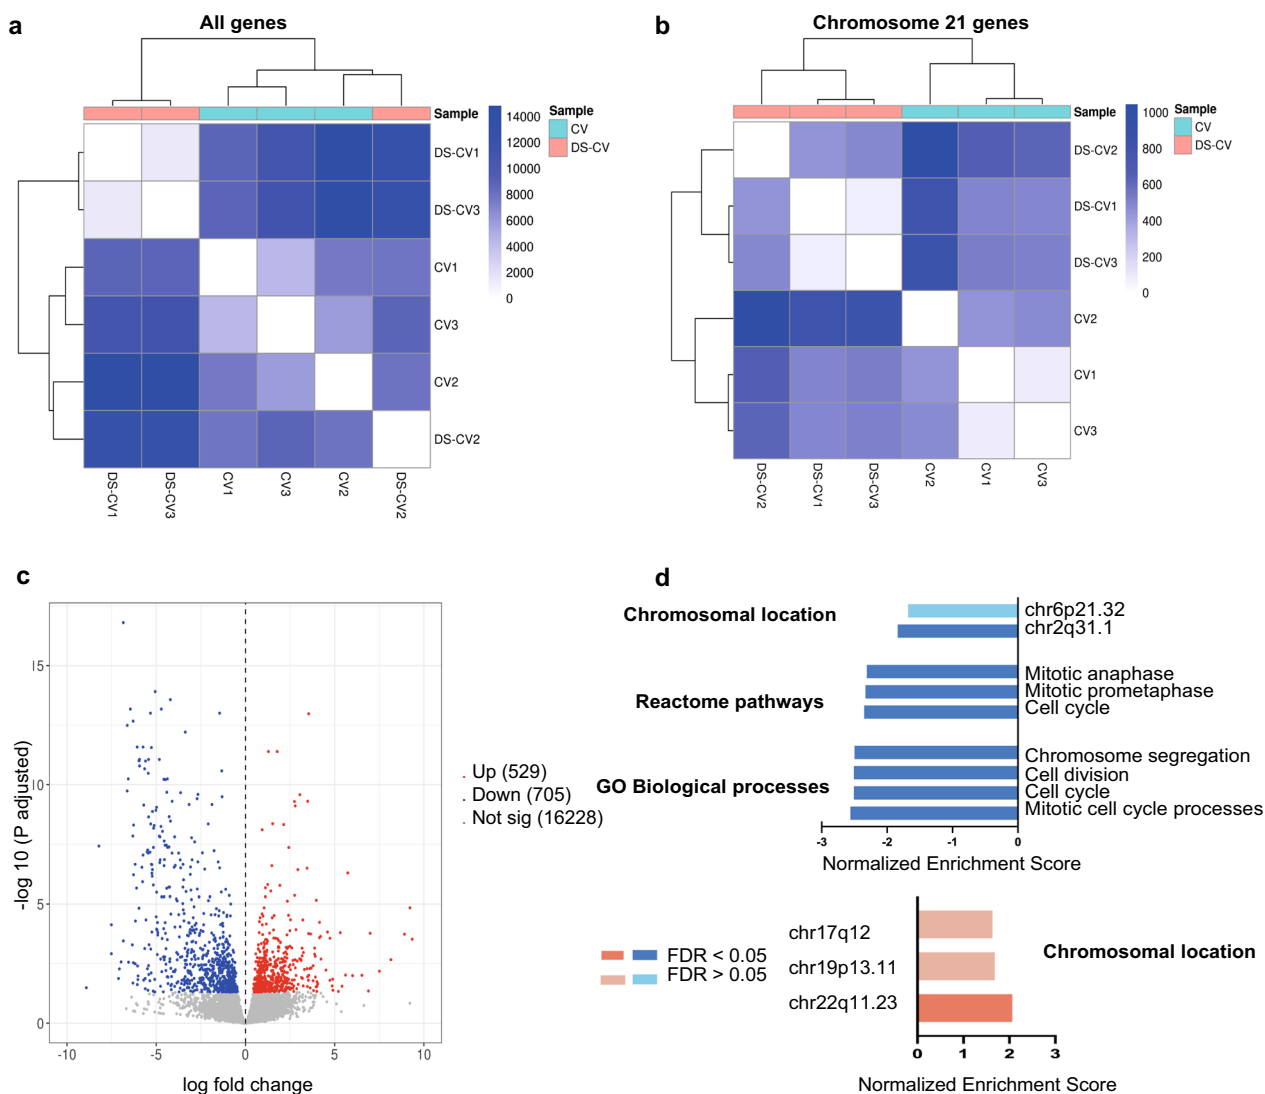 a
All genes
Sample
DS-CV1
DS-CV3
CV1
CV3
CV2
DS-CV2
DS-CV1
DS-CV3
CV1
CV3
CV2
DS-CV2
14000
12000
10000
8000
6000
4000
2000
0
Sample
CV
DS-CV
b
Chromosome 21 genes
Sample
DS-CV2
DS-CV1
DS-CV3
CV2
CV1
CV3
DS-CV2
DS-CV1
DS-CV3
CV2
CV1
CV3
1000
800
600
400
200
0
Sample
CV
DS-CV
c
-log 10 (P adjusted)
15
10
5
0
-10
-5
0
5
10
log fold change
Up (529)
Down (705)
Not sig (16228)
d
Chromosomal location
chr6p21.32
chr2q31.1
Reactome pathways
Mitotic anaphase
Mitotic prometaphase
Cell cycle
GO Biological processes
Chromosome segregation
Cell division
Cell cycle
Mitotic cell cycle processes
-3
-2
-1
0
Normalized Enrichment Score
FDR < 0.05
FDR > 0.05
chr17q12
chr19p13.11
chr22q11.23
Chromosomal location
0
1
2
3
Normalized Enrichment Score